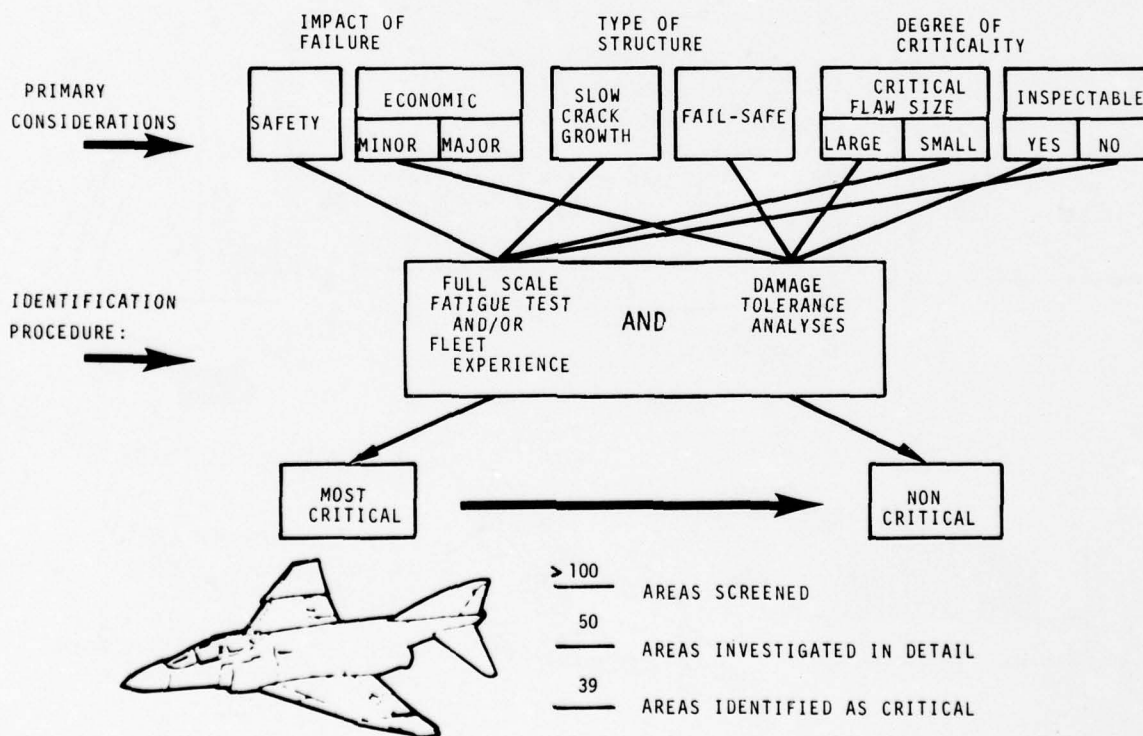 IMPACT OF
FAILURE
TYPE OF
STRUCTURE
DEGREE OF
CRITICALITY
PRIMARY
CONSIDERATIONS
SAFETY
ECONOMIC
MINOR
MAJOR
SLOW
CRACK
GROWTH
FAIL-SAFE
CRITICAL
FLAW SIZE
LARGE
SMALL
INSPECTABLE
YES
NO
IDENTIFICATION
PROCEDURE:
FULL SCALE
FATIGUE TEST
AND/OR
FLEET
EXPERIENCE
AND
DAMAGE
TOLERANCE
ANALYSES
MOST
CRITICAL
NON
CRITICAL
> 100 AREAS SCREENED
50 AREAS INVESTIGATED IN DETAIL
39 AREAS IDENTIFIED AS CRITICAL